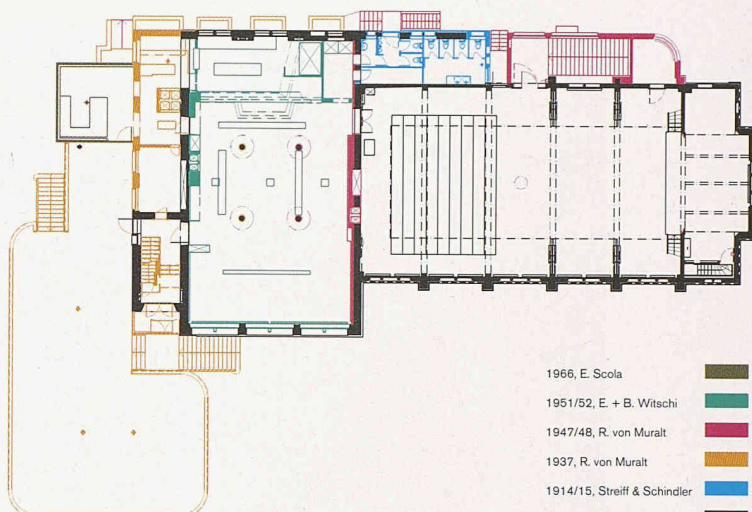 1966, E. Scola
1951/52, E. + B. Witschi
1947/48, R. von Muralt
1937, R. von Muralt
1914/15, Streiff & Schindler